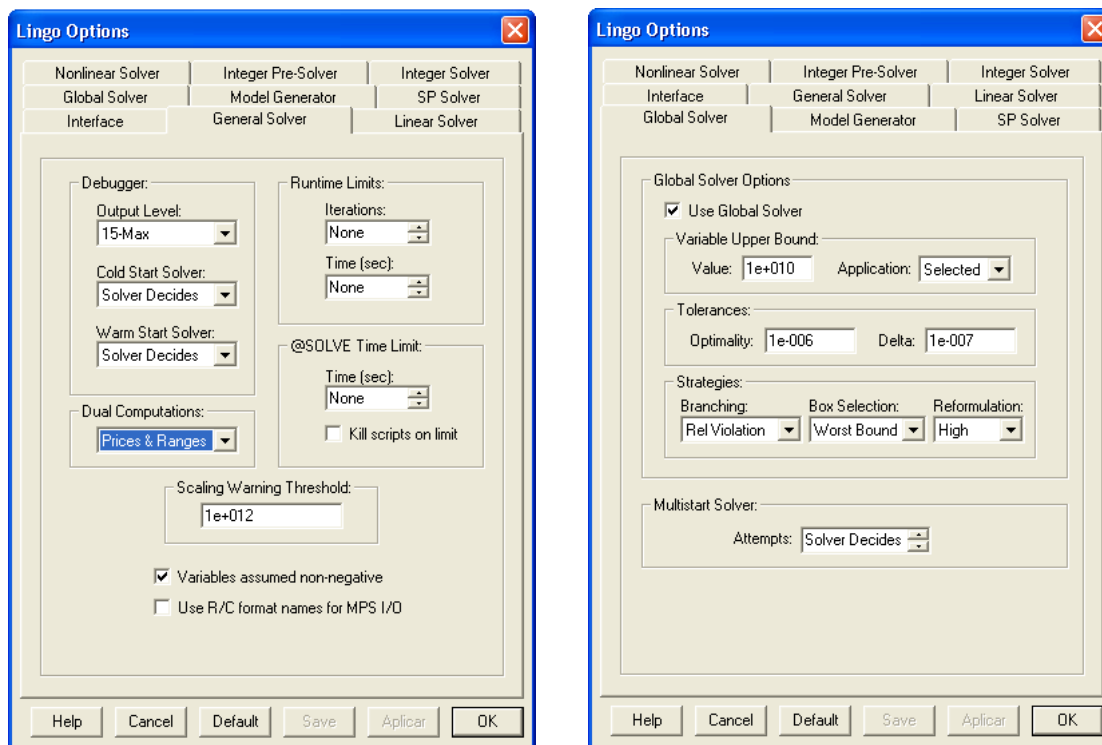 Lingo Options
Nonlinear Solver Integer Pre-Solver Integer Solver
Global Solver Model Generator SP Solver
Interface General Solver Linear Solver
Debugger:
Output Level:
15-Max
Cold Start Solver:
Solver Decides
Warm Start Solver:
Solver Decides
Dual Computations:
Prices & Ranges
Runtime Limits:
Iterations:
None
Time (sec):
None
@SOLVE Time Limit:
Time (sec):
None
Kill scripts on limit
Scaling Warning Threshold:
1e+012
Variables assumed non-negative
Use R/C format names for MPS I/O
Help Cancel Default Save Aplicar OK
Lingo Options
Nonlinear Solver Integer Pre-Solver Integer Solver
Interface General Solver Linear Solver
Global Solver Model Generator SP Solver
Global Solver Options
Use Global Solver
Variable Upper Bound:
Value: 1e+010 Application: Selected
Tolerances:
Optimality: 1e-006 Delta: 1e-007
Strategies:
Branching: Box Selection: Reformulation:
Rel Violation Worst Bound High
Multistart Solver:
Attempts: Solver Decides
Help Cancel Default Save Aplicar OK